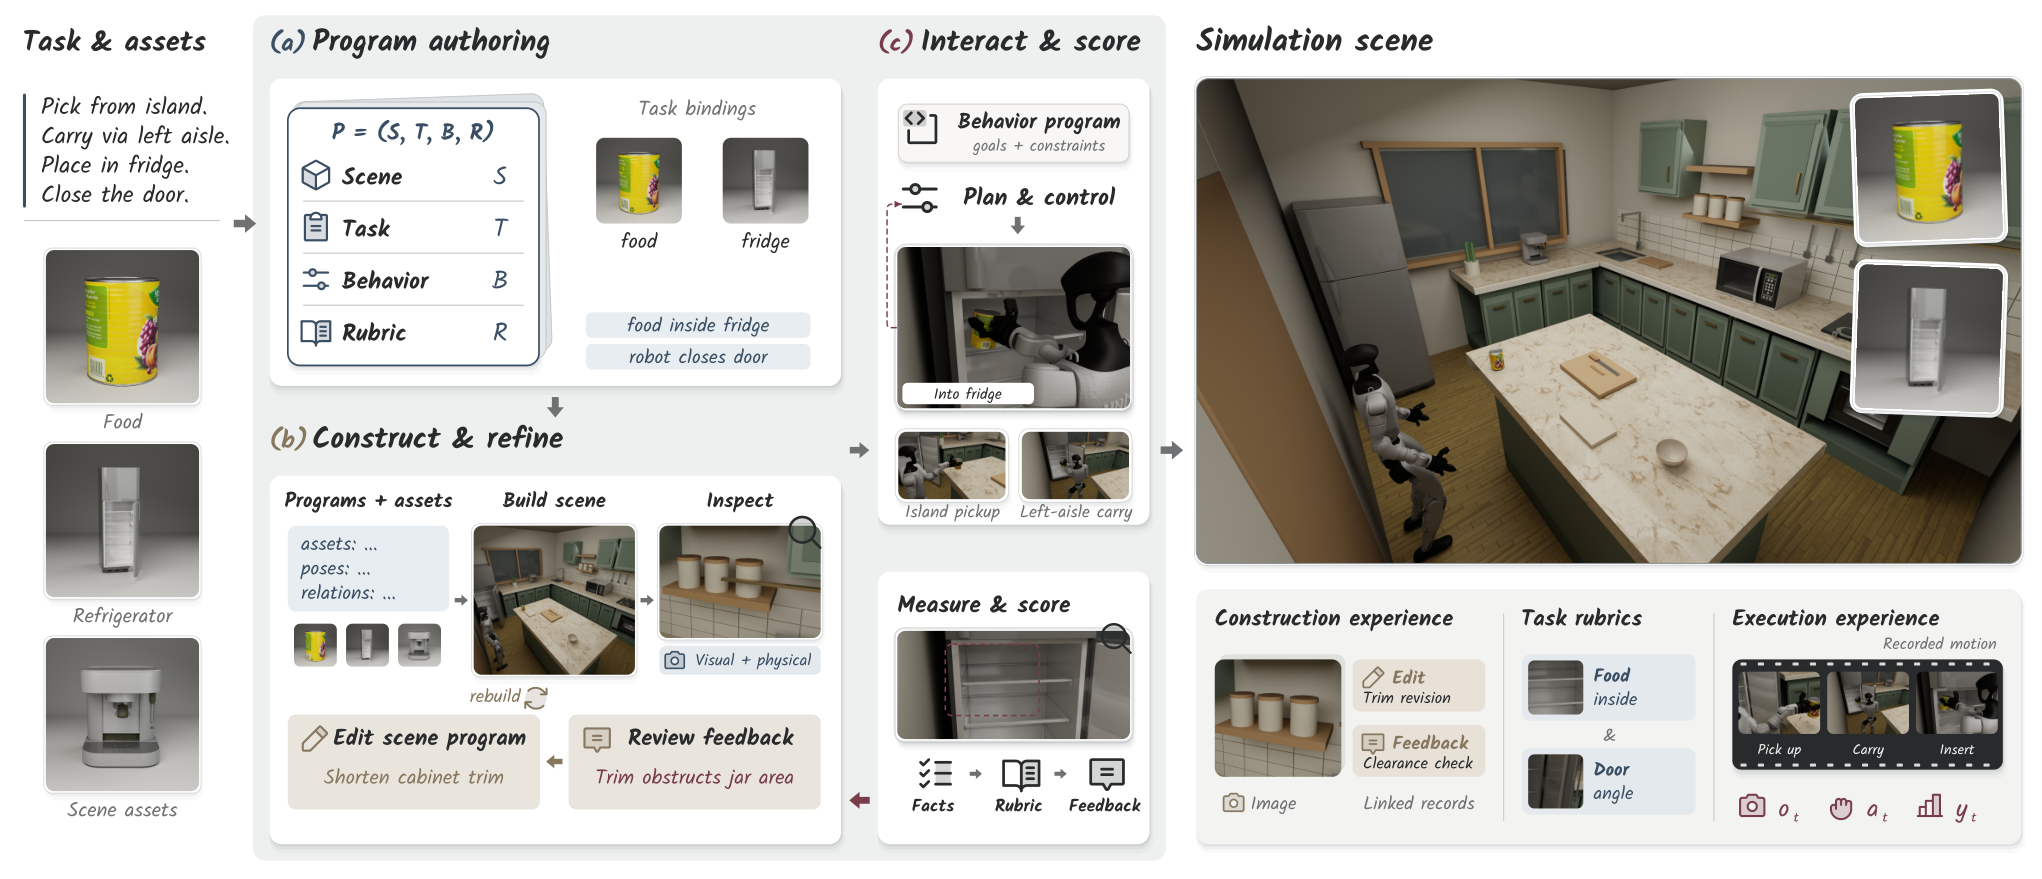 Task & assets
Pick from island.
Carry via left aisle.
Place in fridge.
Close the door.
Food
Refrigerator
Scene assets
(a) Program authoring
P = (S, T, B, R)
Scene S
Task T
Behavior B
Rubric R
Task bindings
food
fridge
food inside fridge
robot closes door
(b) Construct & refine
Programs + assets
assets: ...
poses: ...
relations: ...
Build scene
Inspect
Visual + physical
rebuild
Edit scene program
Shorten cabinet trim
Review feedback
Trim obstructs jar area
(c) Interact & score
Behavior program
goals + constraints
Plan & control
Into fridge
Island pickup
Left-aisle carry
Measure & score
Facts
Rubric
Feedback
Simulation scene
Construction experience
Edit
Trim revision
Feedback
Clearance check
Image
Linked records
Task rubrics
Food
inside
&
Door
angle
Execution experience
Recorded motion
Pick up
Carry
Insert
o t
a t
y t